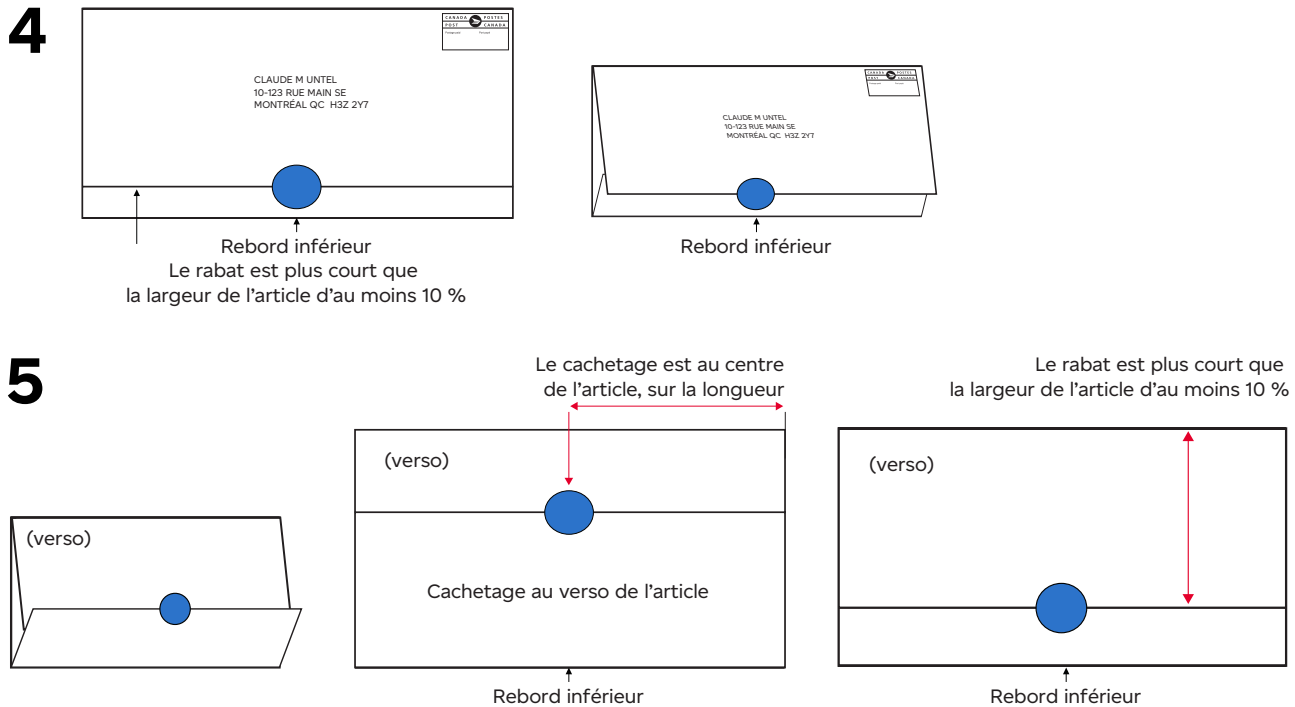 4
CANADA POSTES
POST CANADA
CLAUDE M UNTEL
10-123 RUE MAIN SE
MONTRÉAL QC H3Z 2Y7
Rebord inférieur
Le rabat est plus court que
la largeur de l’article d’au moins 10 %
CANADA POSTES
POST CANADA
CLAUDE M UNTEL
10-123 RUE MAIN SE
MONTRÉAL QC H3Z 2Y7
Rebord inférieur
5
(verso)
Le cachetage est au centre
de l’article, sur la longueur
(verso)
Cachetage au verso de l’article
Rebord inférieur
Le rabat est plus court que
la largeur de l’article d’au moins 10 %
(verso)
Rebord inférieur